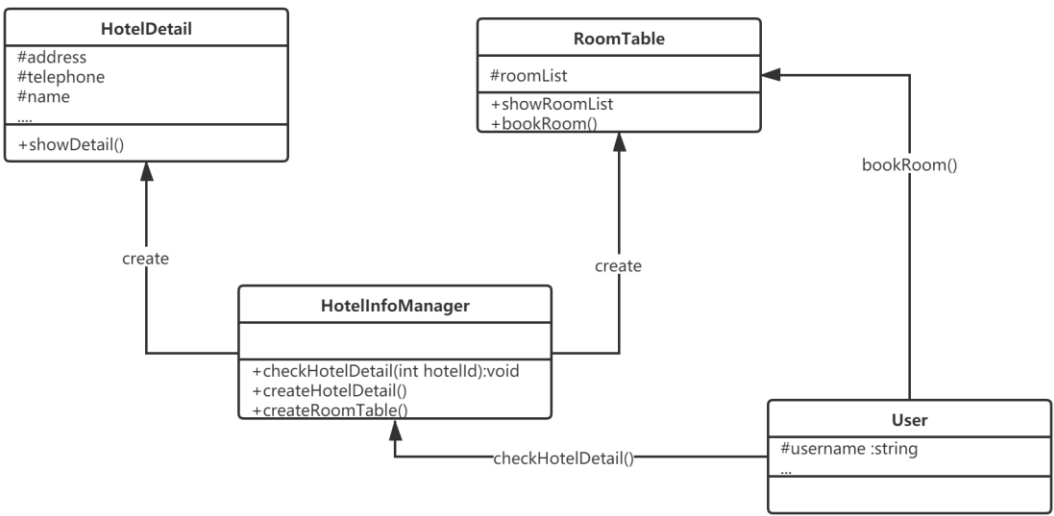 HotelDetail
#address
#telephone
#name
....
+showDetail()
RoomTable
#roomList
+showRoomList
+bookRoom()
bookRoom()
create
create
HotelInfoManager
+checkHotelDetail(int hotelId):void
+createHotelDetail()
+createRoomTable()
checkHotelDetail()
User
#username :string
...